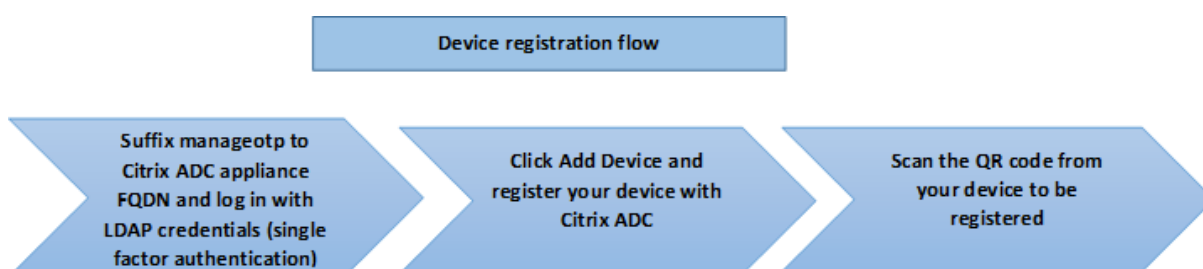 Device registration flow
Suffix manageotp to
Citrix ADC appliance
FQDN and log in with
LDAP credentials (single
factor authentication)
Click Add Device and
register your device with
Citrix ADC
Scan the QR code from
your device to be
registered